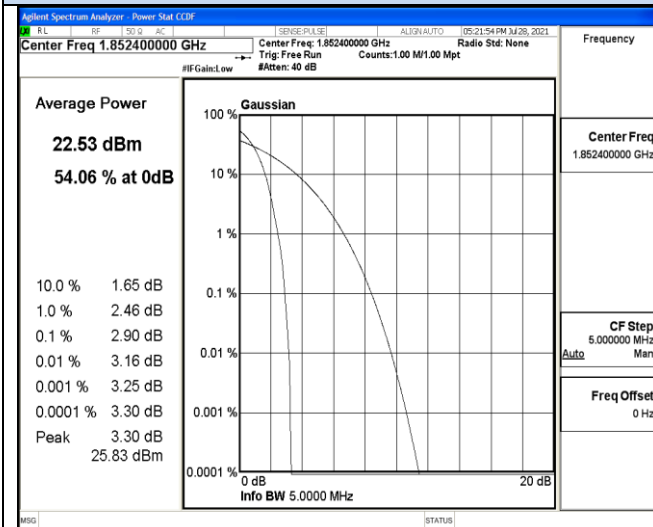 Agilent Spectrum Analyzer - Power Stat CCDF
RL RF 50 Ω AC SENSE:PULSE ALIGN AUTO 05:21:54 PM Jul 28, 2021
Center Freq 1.852400000 GHz
Center Freq: 1.852400000 GHz Radio Std: None
Trig: Free Run Counts:1.00 M/1.00 Mpt
#IFGain:Low #Atten: 40 dB
Frequency
Average Power
22.53 dBm
54.06 % at 0dB
10.0 % 1.65 dB
1.0 % 2.46 dB
0.1 % 2.90 dB
0.01 % 3.16 dB
0.001 % 3.25 dB
0.0001 % 3.30 dB
Peak 3.30 dB
25.83 dBm
Gaussian
100 %
10 %
1 %
0.1 %
0.01 %
0.001 %
0.0001 %
0 dB 20 dB
Info BW 5.0000 MHz
Center Freq
1.852400000 GHz
CF Step
5.000000 MHz
Auto Man
Freq Offset
0 Hz
MSG STATUS